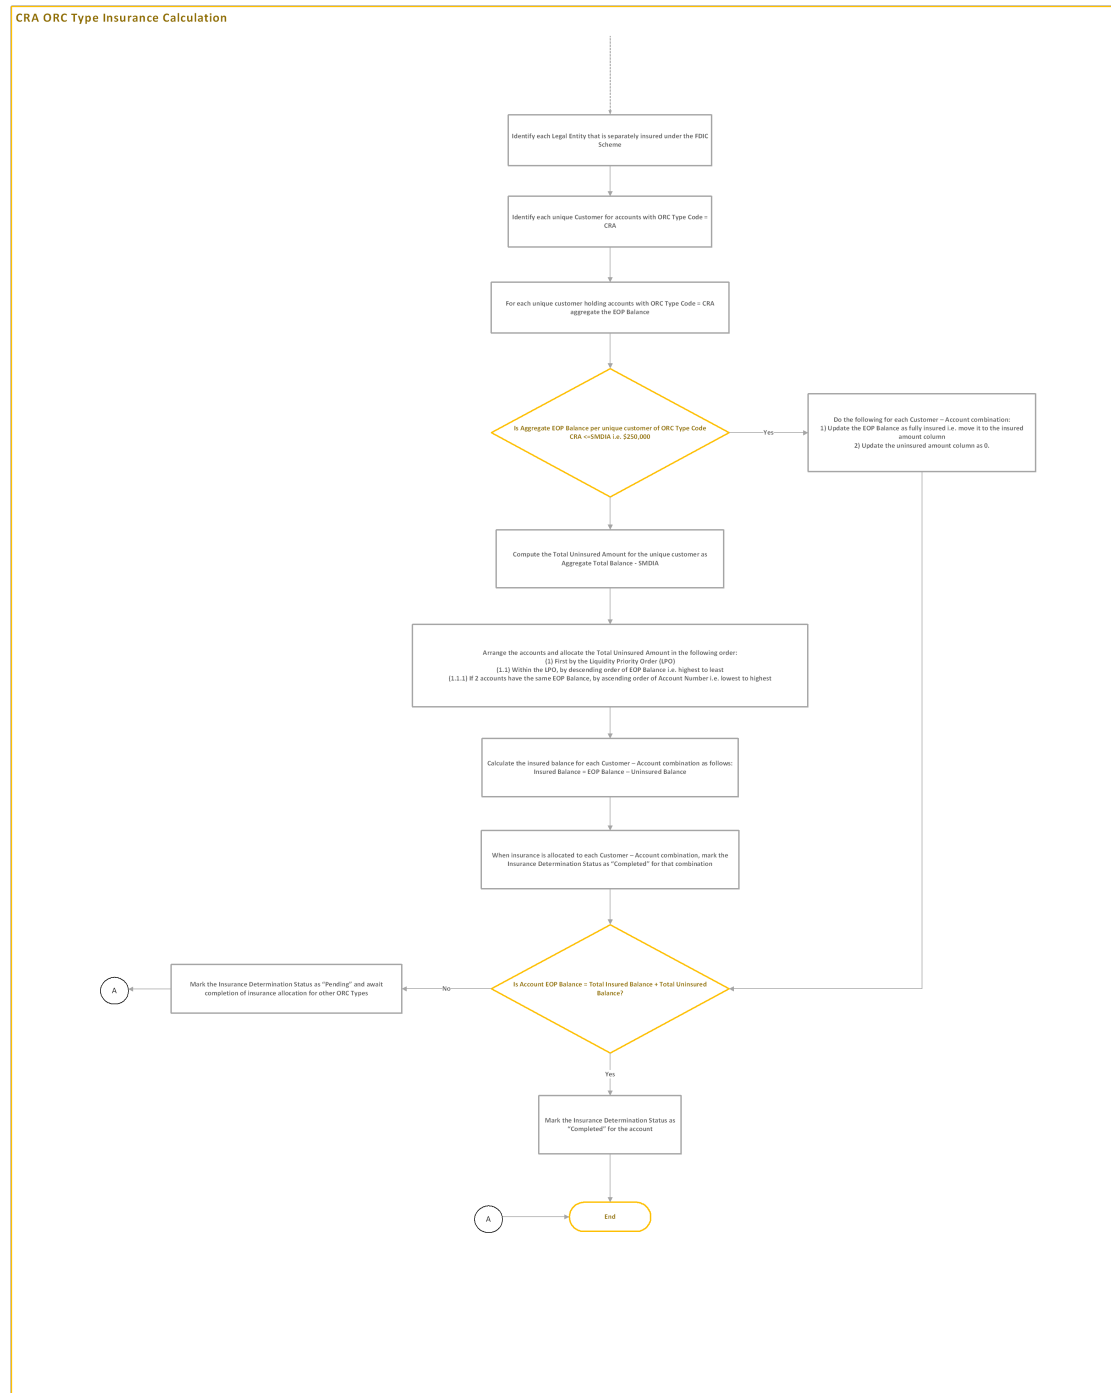 CRA ORC Type Insurance Calculation
Identify each Legal Entity that is separately insured under the FDIC
Scheme
Identify each unique Customer for accounts with ORC Type Code =
CRA
For each unique customer holding accounts with ORC Type Code = CRA
aggregate the EOP Balance
Is Aggregate EOP Balance per unique customer of ORC Type Code
CRA <=SMDIA i.e. $250,000
Yes
Do the following for each Customer – Account combination:
1) Update the EOP Balance as fully insured i.e. move it to the insured
amount column
2) Update the uninsured amount column as 0.
Compute the Total Uninsured Amount for the unique customer as
Aggregate Total Balance - SMDIA
Arrange the accounts and allocate the Total Uninsured Amount in the following order:
(1) First by the Liquidity Priority Order (LPO)
(1.1) Within the LPO, by descending order of EOP Balance i.e. highest to least
(1.1.1) If 2 accounts have the same EOP Balance, by ascending order of Account Number i.e. lowest to highest
Calculate the insured balance for each Customer – Account combination as follows:
Insured Balance = EOP Balance – Uninsured Balance
When insurance is allocated to each Customer – Account combination, mark the
Insurance Determination Status as “Completed” for that combination
Is Account EOP Balance = Total Insured Balance + Total Uninsured
Balance?
No
Mark the Insurance Determination Status as “Pending” and await
completion of insurance allocation for other ORC Types
A
Yes
Mark the Insurance Determination Status as
“Completed” for the account
A
End